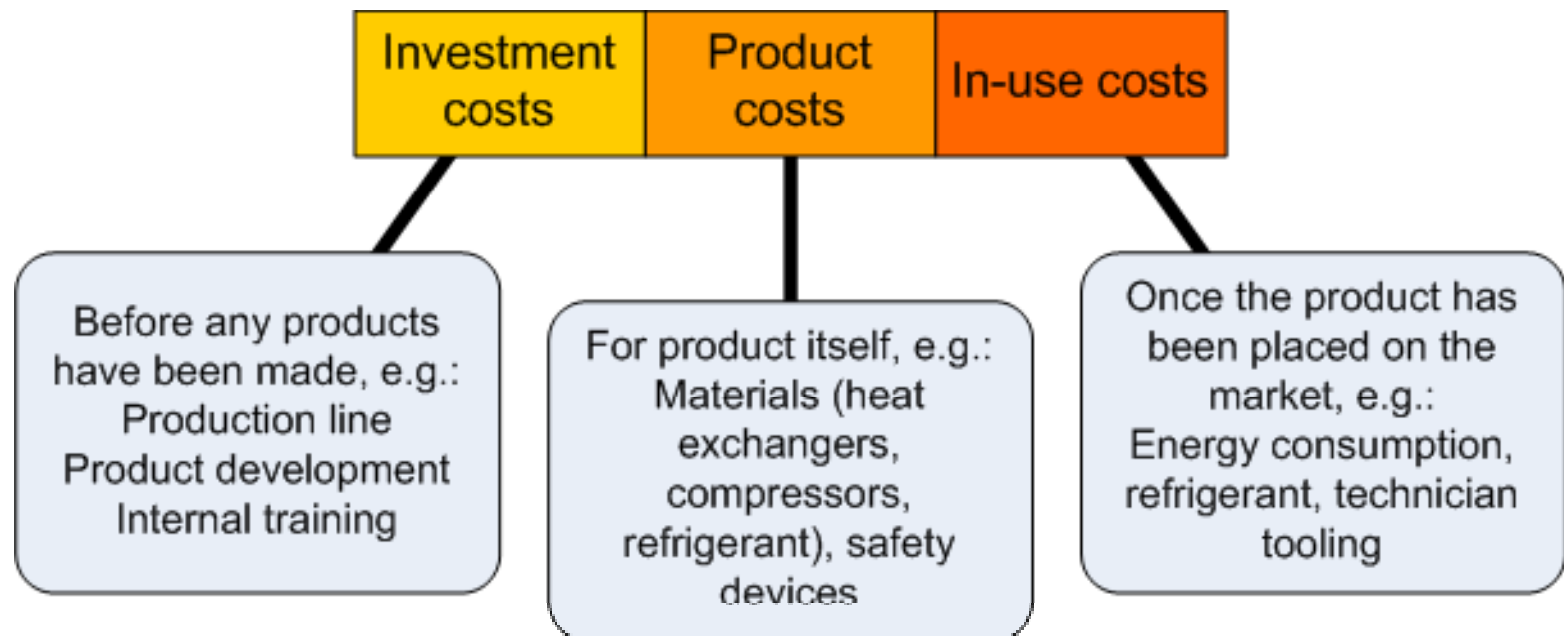 Investment
costs
Product
costs
In-use costs
Before any products
have been made, e.g.:
Production line
Product development
Internal training
For product itself, e.g.:
Materials (heat
exchangers,
compressors,
refrigerant), safety
devices
Once the product has
been placed on the
market, e.g.:
Energy consumption,
refrigerant, technician
tooling